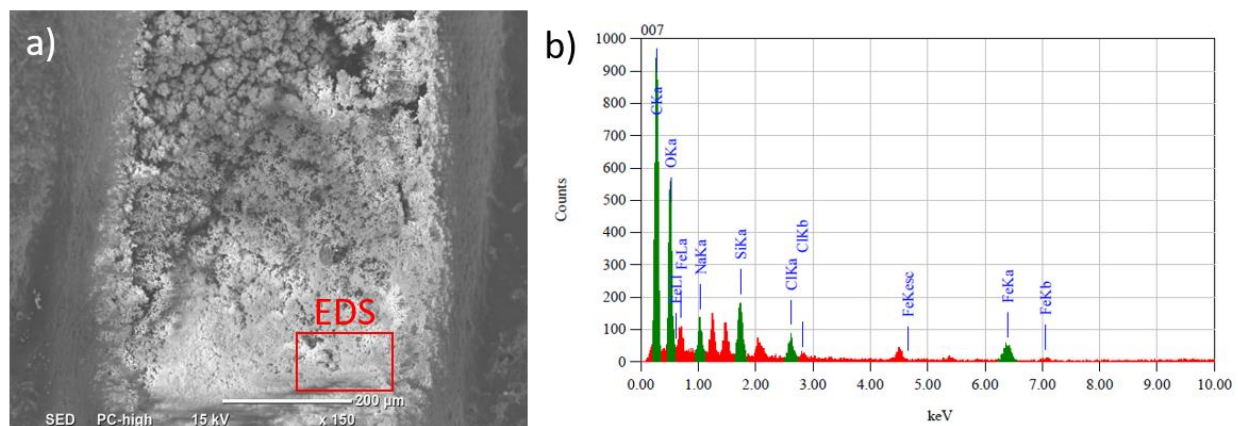 a)
EDS
200 μm
SED PC-high 15 kV x 150
b)
007
1000
900
800
700
600
500
400
300
200
100
0
Counts
CKa
OKa
FeLl
FeLa
NaKa
SiKa
ClKa
ClKb
FeKesc
FeKa
FeKb
0.00 1.00 2.00 3.00 4.00 5.00 6.00 7.00 8.00 9.00 10.00
keV